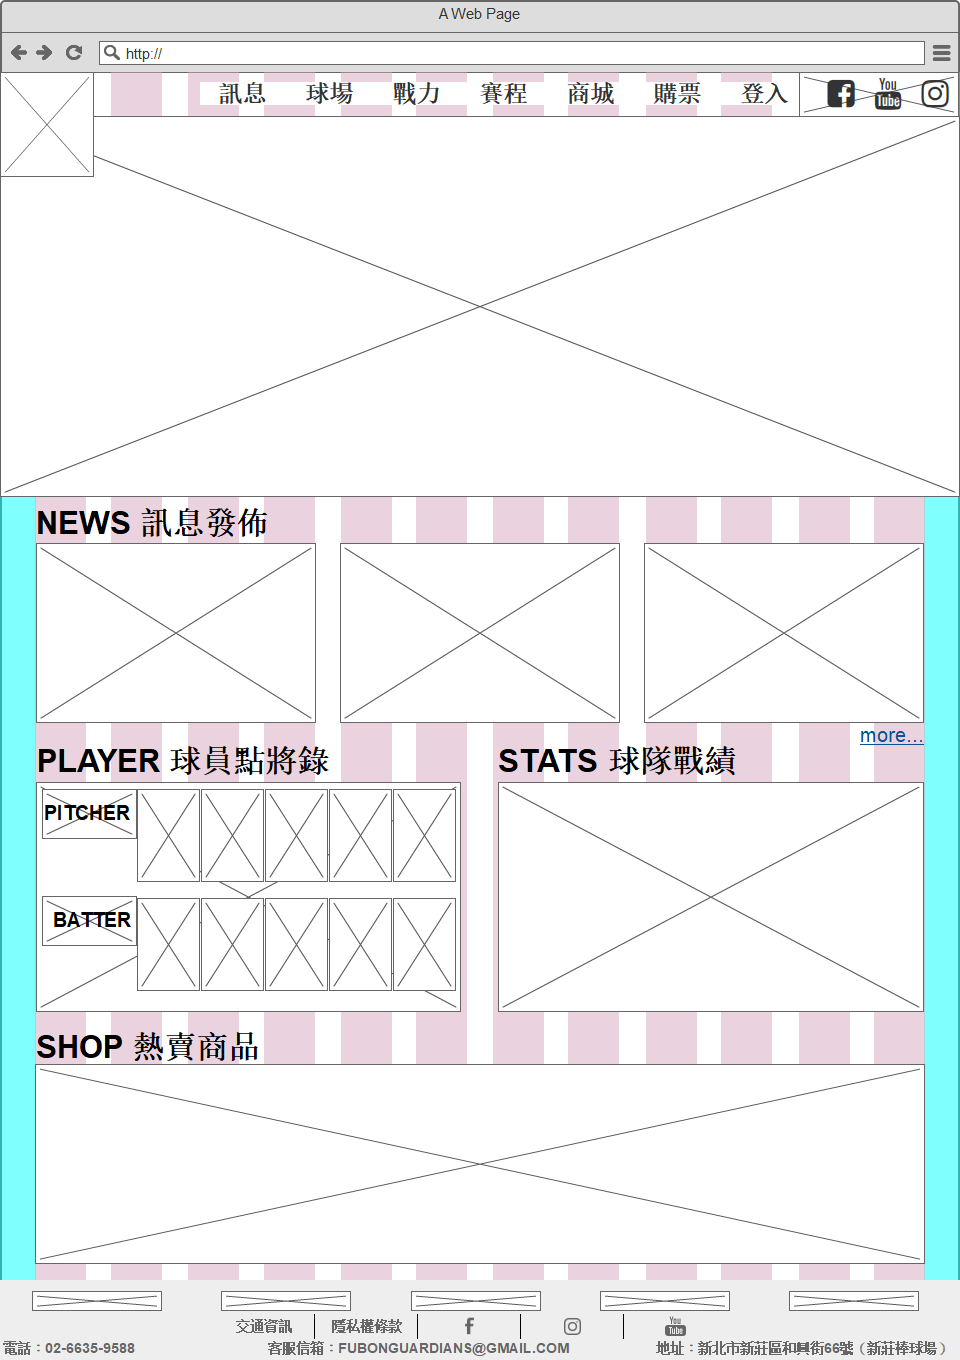 A Web Page
http://
訊息 球場 戰力 賽程 商城 購票 登入
You Tube
NEWS 訊息發佈
more...
PLAYER 球員點將錄
STATS 球隊戰績
PITCHER
BATTER
SHOP 熱賣商品
交通資訊 隱私權條款 You Tube
電話：02-6635-9588 客服信箱：FUBONGUARDIANS@GMAIL.COM 地址：新北市新莊區和興街66號（新莊棒球場）